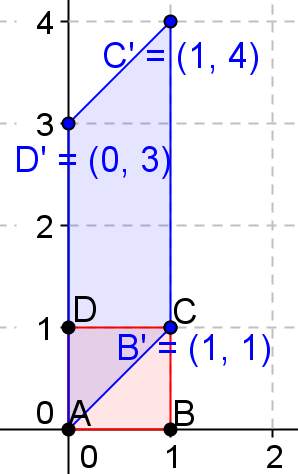 4
C' = (1, 4)
3
D' = (0, 3)
2
D
C
1
B' = (1, 1)
0
A
B
0
1
2